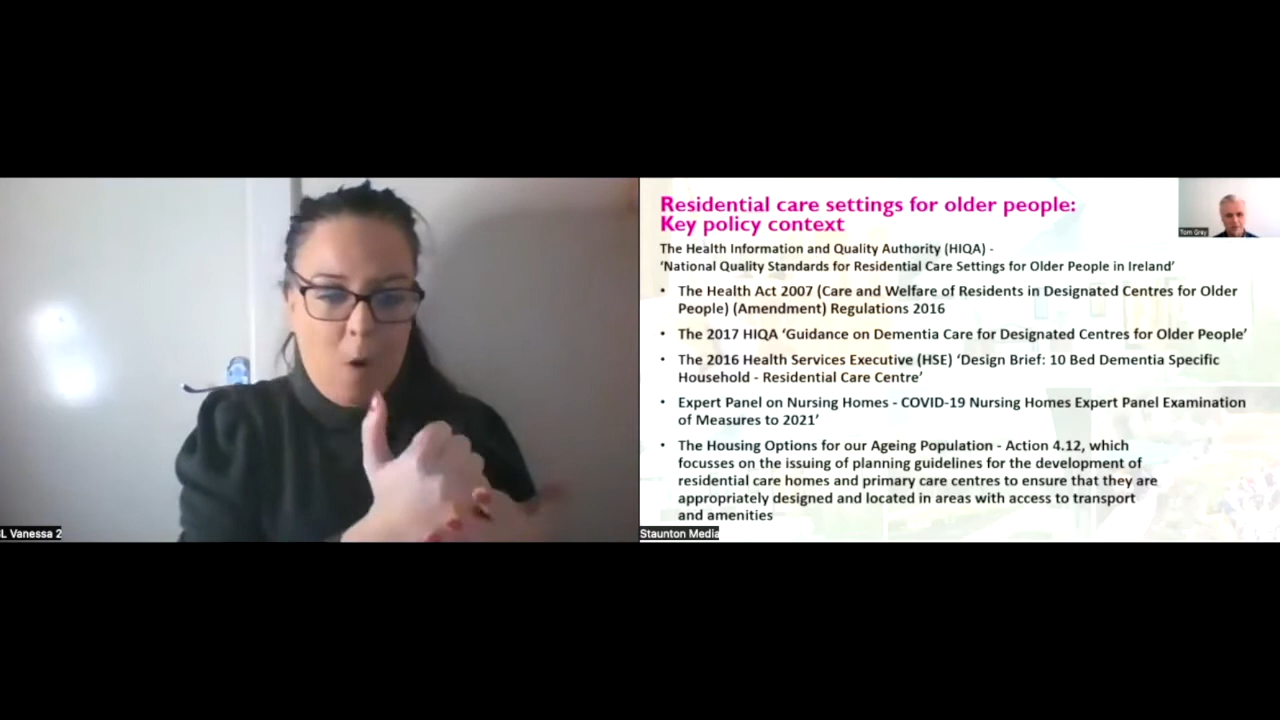 Residential care settings for older people:
Key policy context
Tom Grey
The Health Information and Quality Authority (HIQA) -
‘National Quality Standards for Residential Care Settings for Older People in Ireland’
• The Health Act 2007 (Care and Welfare of Residents in Designated Centres for Older
People) (Amendment) Regulations 2016
• The 2017 HIQA ‘Guidance on Dementia Care for Designated Centres for Older People’
• The 2016 Health Services Executive (HSE) ‘Design Brief: 10 Bed Dementia Specific
Household - Residential Care Centre’
• Expert Panel on Nursing Homes - COVID-19 Nursing Homes Expert Panel Examination
of Measures to 2021’
• The Housing Options for our Ageing Population - Action 4.12, which
focusses on the issuing of planning guidelines for the development of
residential care homes and primary care centres to ensure that they are
appropriately designed and located in areas with access to transport
and amenities
L Vanessa 2
Staunton Media